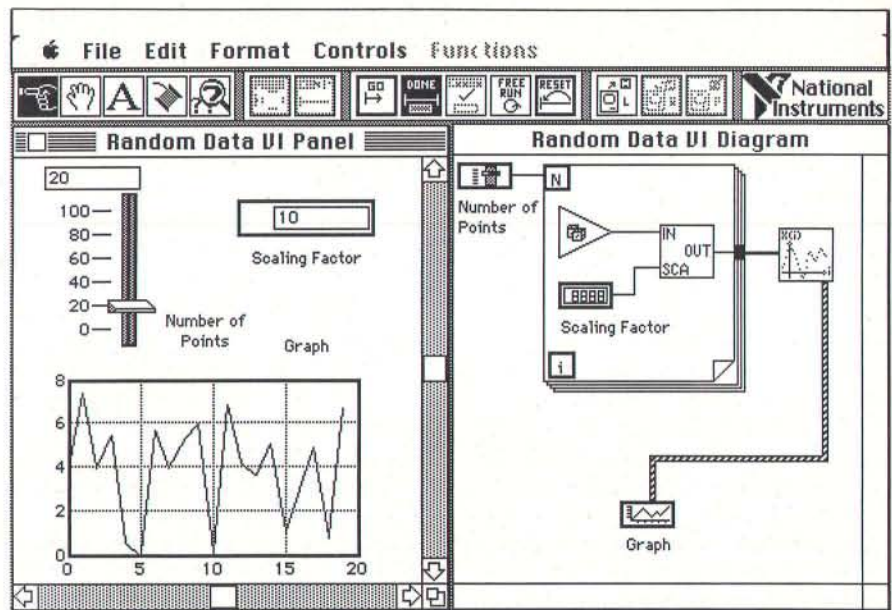 File Edit Format Controls Functions
GO DONE FREE RUN RESET
National Instruments
Random Data VI Panel
20
100
80
60
40
20
0
Number of
Points
10
Scaling Factor
Graph
8
6
4
2
0
0 5 10 15 20
Random Data VI Diagram
Number of
Points
N
IN
OUT
SCA
8888
Scaling Factor
i
X(i)
i
Graph